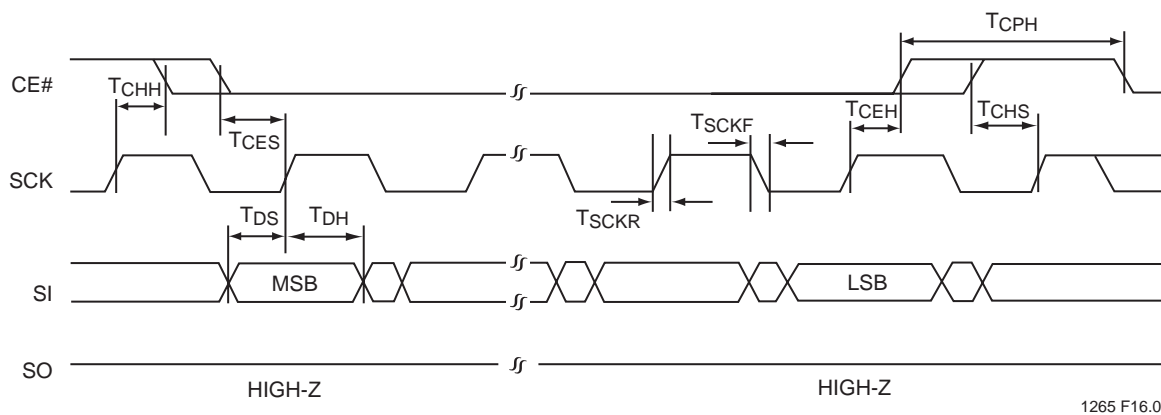 TCPH
CE#
TCHH
TCES
TSCKF
TCEH
TCHS
SCK
TSCKR
TDS
TDH
SI
MSB
LSB
SO
HIGH-Z
HIGH-Z
1265 F16.0